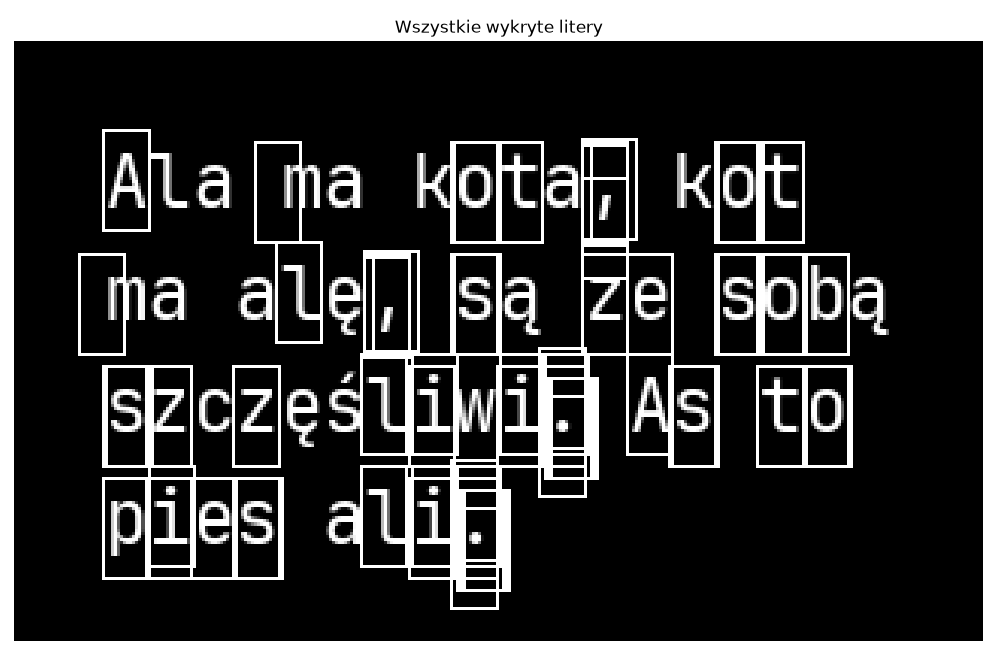 Wszystkie wykryte litery
Ala ma kota, kot
ma alę, są ze sobą
szczęśliwi. As to
pies ali.